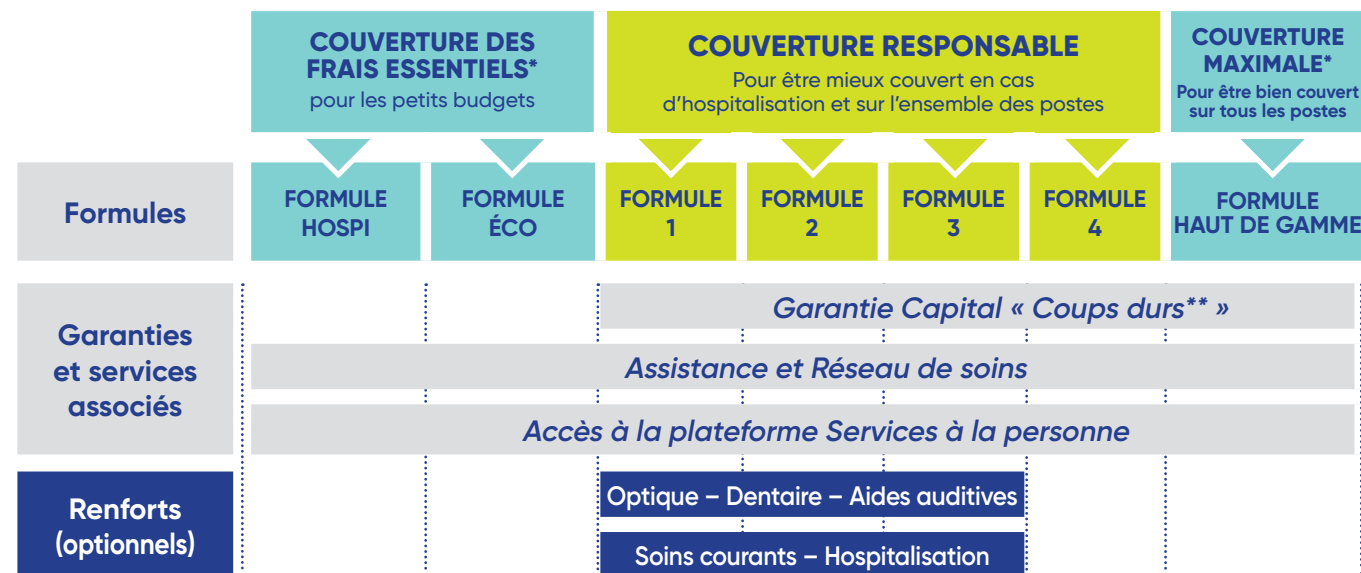 COUVERTURE DES
FRAIS ESSENTIELS*
pour les petits budgets
COUVERTURE RESPONSABLE
Pour être mieux couvert en cas
d’hospitalisation et sur l’ensemble des postes
COUVERTURE
MAXIMALE*
Pour être bien couvert
sur tous les postes
Formules
FORMULE
HOSPI
FORMULE
ÉCO
FORMULE
1
FORMULE
2
FORMULE
3
FORMULE
4
FORMULE
HAUT DE GAMME
Garanties
et services
associés
Garantie Capital « Coups durs** »
Assistance et Réseau de soins
Accès à la plateforme Services à la personne
Renforts
(optionnels)
Optique – Dentaire – Aides auditives
Soins courants – Hospitalisation